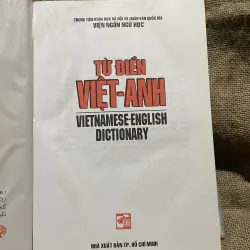 TRUNG TÂM KHOA HỌC XÃ HỘI VÀ NHÂN VĂN QUỐC GIA
VIỆN NGÔN NGỮ HỌC
TỪ ĐIỂN
VIỆT-ANH
VIETNAMESE-ENGLISH
DICTIONARY
NHÀ XUẤT BẢN TP. HỒ CHÍ MINH